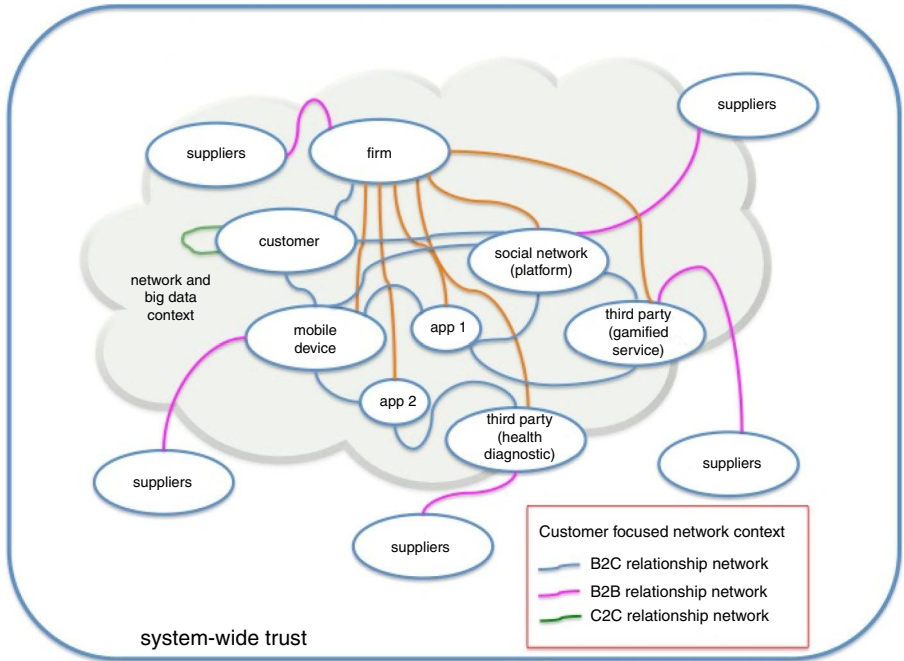 suppliers
suppliers
firm
customer
social network
(platform)
network and
big data
context
mobile
device
app 1
third party
(gamified
service)
app 2
third party
(health
diagnostic)
suppliers
suppliers
suppliers
Customer focused network context
B2C relationship network
B2B relationship network
C2C relationship network
system-wide trust